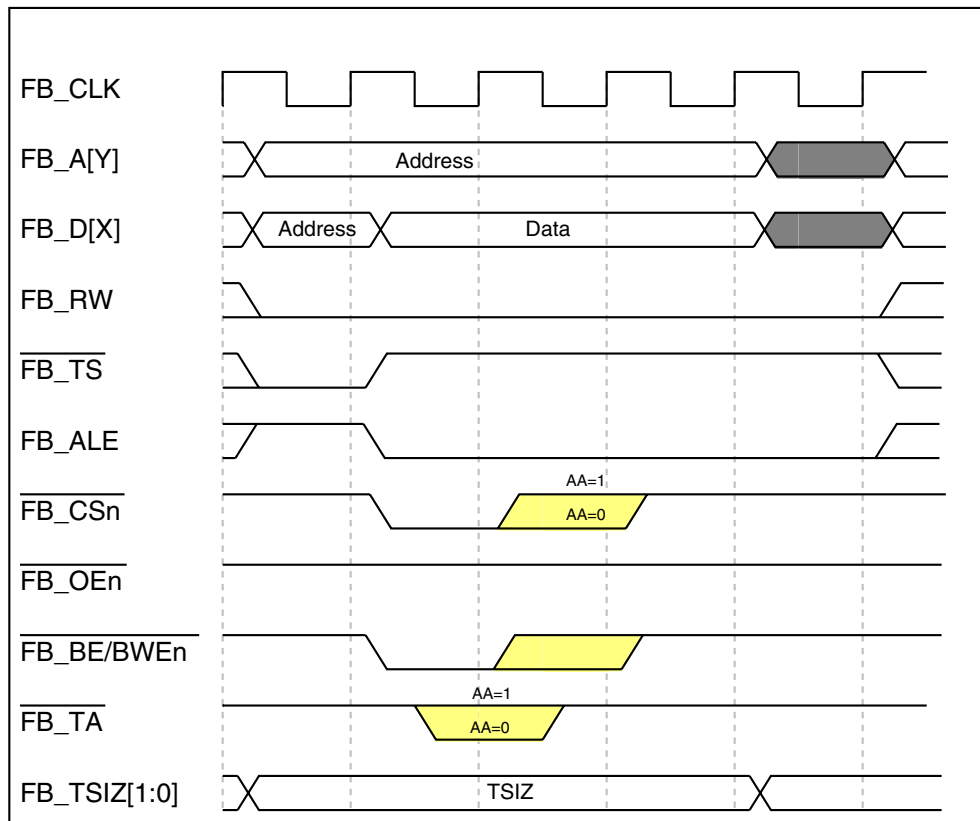 FB_CLK
FB_A[Y]
Address
FB_D[X]
Address
Data
FB_RW
FB_TS
FB_ALE
AA=1
FB_CSn
AA=0
FB_OEn
FB_BE/BWEn
AA=1
FB_TA
AA=0
FB_TSIZ[1:0]
TSIZ